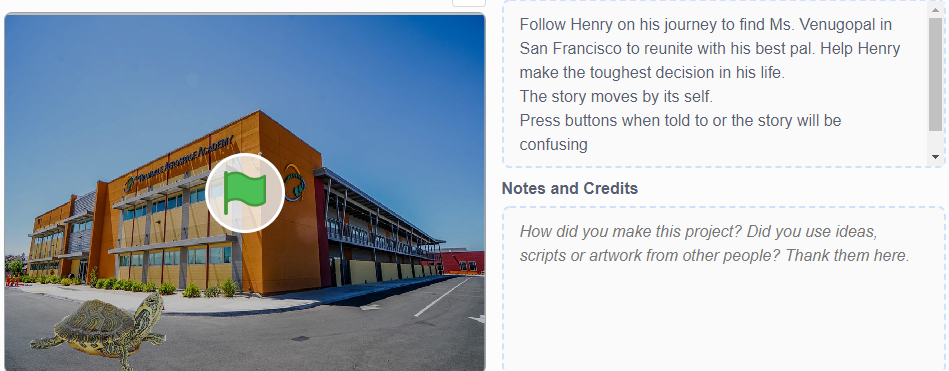 Follow Henry on his journey to find Ms. Venugopal in
San Francisco to reunite with his best pal. Help Henry
make the toughest decision in his life.
The story moves by its self.
Press buttons when told to or the story will be
confusing
Notes and Credits
How did you make this project? Did you use ideas,
scripts or artwork from other people? Thank them here.
Aerospace Academy